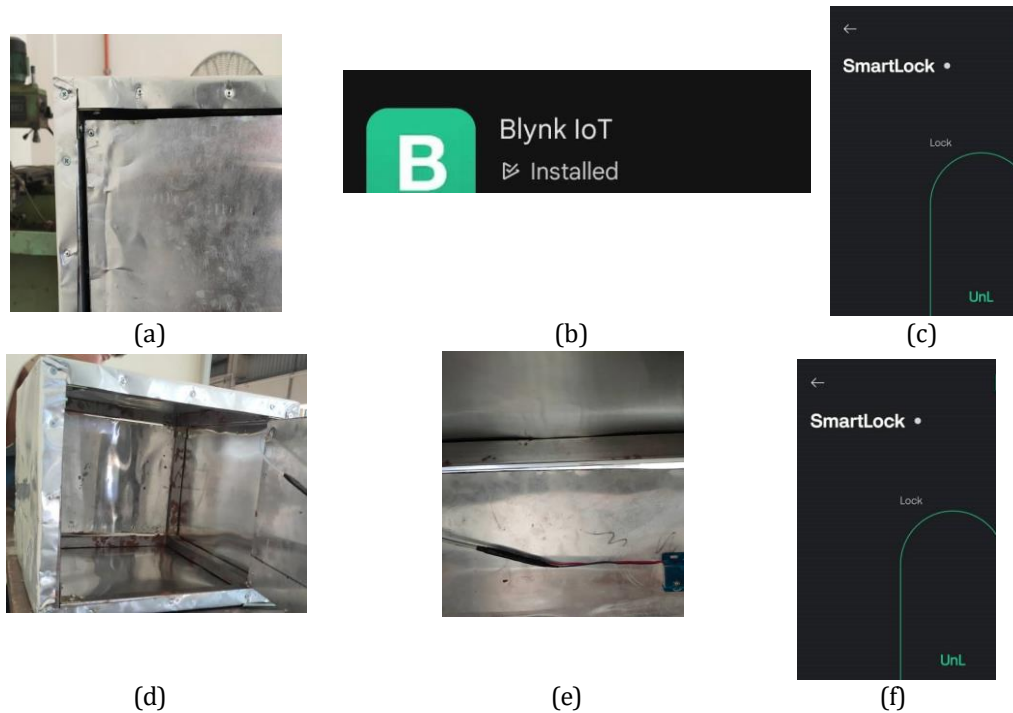 B
Blynk IoT
Installed
←
SmartLock
Lock
UnL
(a)
(b)
(c)
←
SmartLock
Lock
UnL
(d)
(e)
(f)